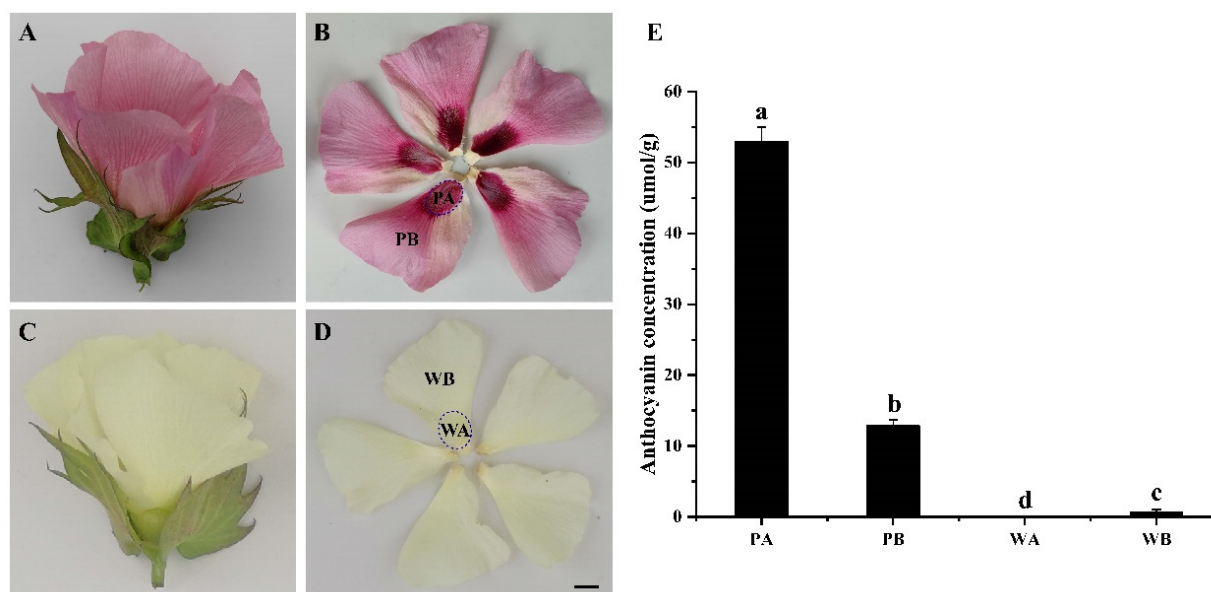 A
B
PA
PB
C
D
WB
WA
E
Anthocyanin concentration (umol/g)
60
50
40
30
20
10
0
a
b
d
c
PA
PB
WA
WB